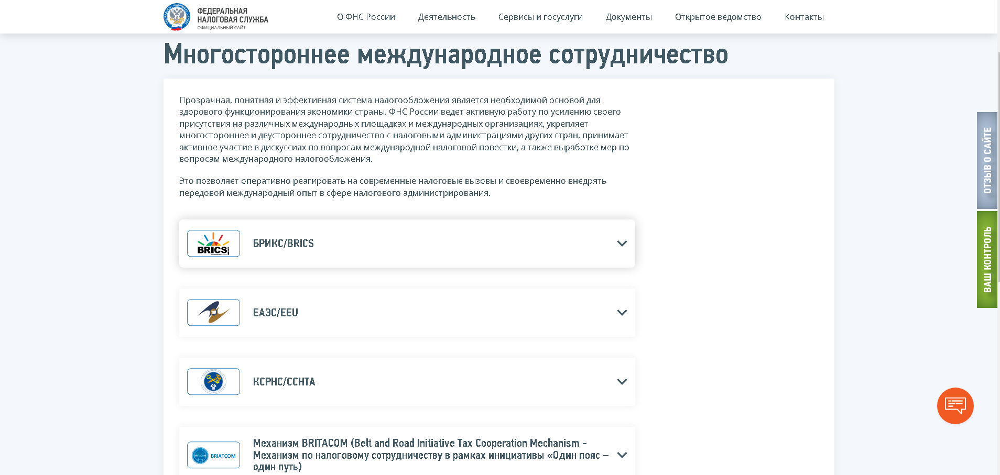 ФЕДЕРАЛЬНАЯ
НАЛОГОВАЯ СЛУЖБА
ОФИЦИАЛЬНЫЙ САЙТ
О ФНС России
Деятельность
Сервисы и госуслуги
Документы
Открытое ведомство
Контакты
Многостороннее международное сотрудничество
Прозрачная, понятная и эффективная система налогообложения является необходимой основой для
здорового функционирования экономики страны. ФНС России ведет активную работу по усилению своего
присутствия на различных международных площадках и международных организациях, укрепляет
многостороннее и двустороннее сотрудничество с налоговыми администрациями других стран, принимает
активное участие в дискуссиях по вопросам международной налоговой повестки, а также выработке мер по
вопросам международного налогообложения.
Это позволяет оперативно реагировать на современные налоговые вызовы и своевременно внедрять
передовой международный опыт в сфере налогового администрирования.
BRICS
БРИКС/BRICS
ЕАЭС/EEU
КСРНС/CCHTA
BRITACOM
BRIATCOM
Механизм BRITACOM (Belt and Road Initiative Tax Cooperation Mechanism -
Механизм по налоговому сотрудничеству в рамках инициативы «Один пояс –
один путь)
ОТЗЫВ О САЙТЕ
ВАШ КОНТРОЛЬ